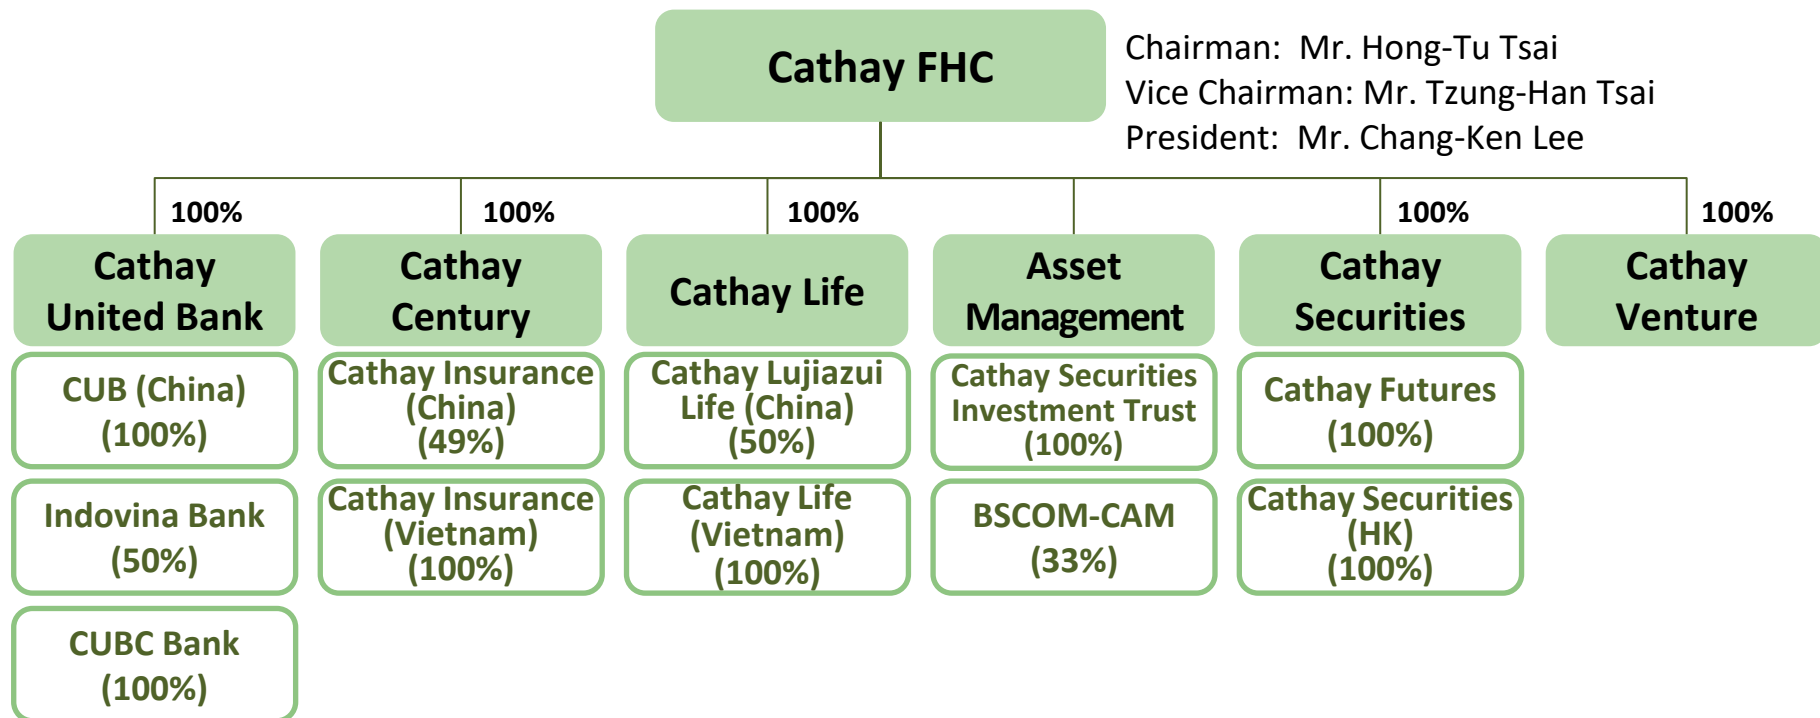 Cathay FHC
Chairman: Mr. Hong-Tu Tsai
Vice Chairman: Mr. Tzung-Han Tsai
President: Mr. Chang-Ken Lee
100%
100%
100%
100%
100%
Cathay
United Bank
Cathay
Century
Cathay Life
Asset
Management
Cathay
Securities
Cathay
Venture
CUB (China)
(100%)
Cathay Insurance
(China)
(49%)
Cathay Lujiazui
Life (China)
(50%)
Cathay Securities
Investment Trust
(100%)
Cathay Futures
(100%)
Indovina Bank
(50%)
Cathay Insurance
(Vietnam)
(100%)
Cathay Life
(Vietnam)
(100%)
BSCOM-CAM
(33%)
Cathay Securities
(HK)
(100%)
CUBC Bank
(100%)